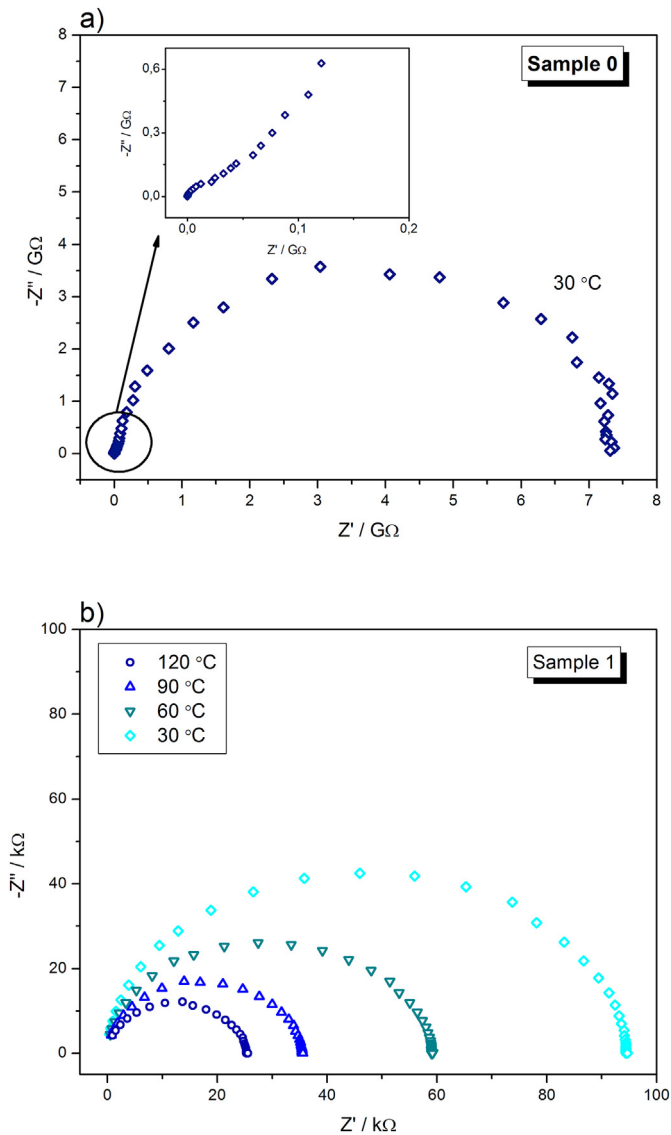 a)
Sample 0
8
7
6
5
4
3
2
1
0
-Z'' / GΩ
0 1 2 3 4 5 6 7 8
Z' / GΩ
30 °C
0,6
0,3
0,0
-Z'' / GΩ
0,0 0,1 0,2
Z' / GΩ
b)
Sample 1
120 °C
90 °C
60 °C
30 °C
100
80
60
40
20
0
-Z'' / kΩ
0 20 40 60 80 100
Z' / kΩ